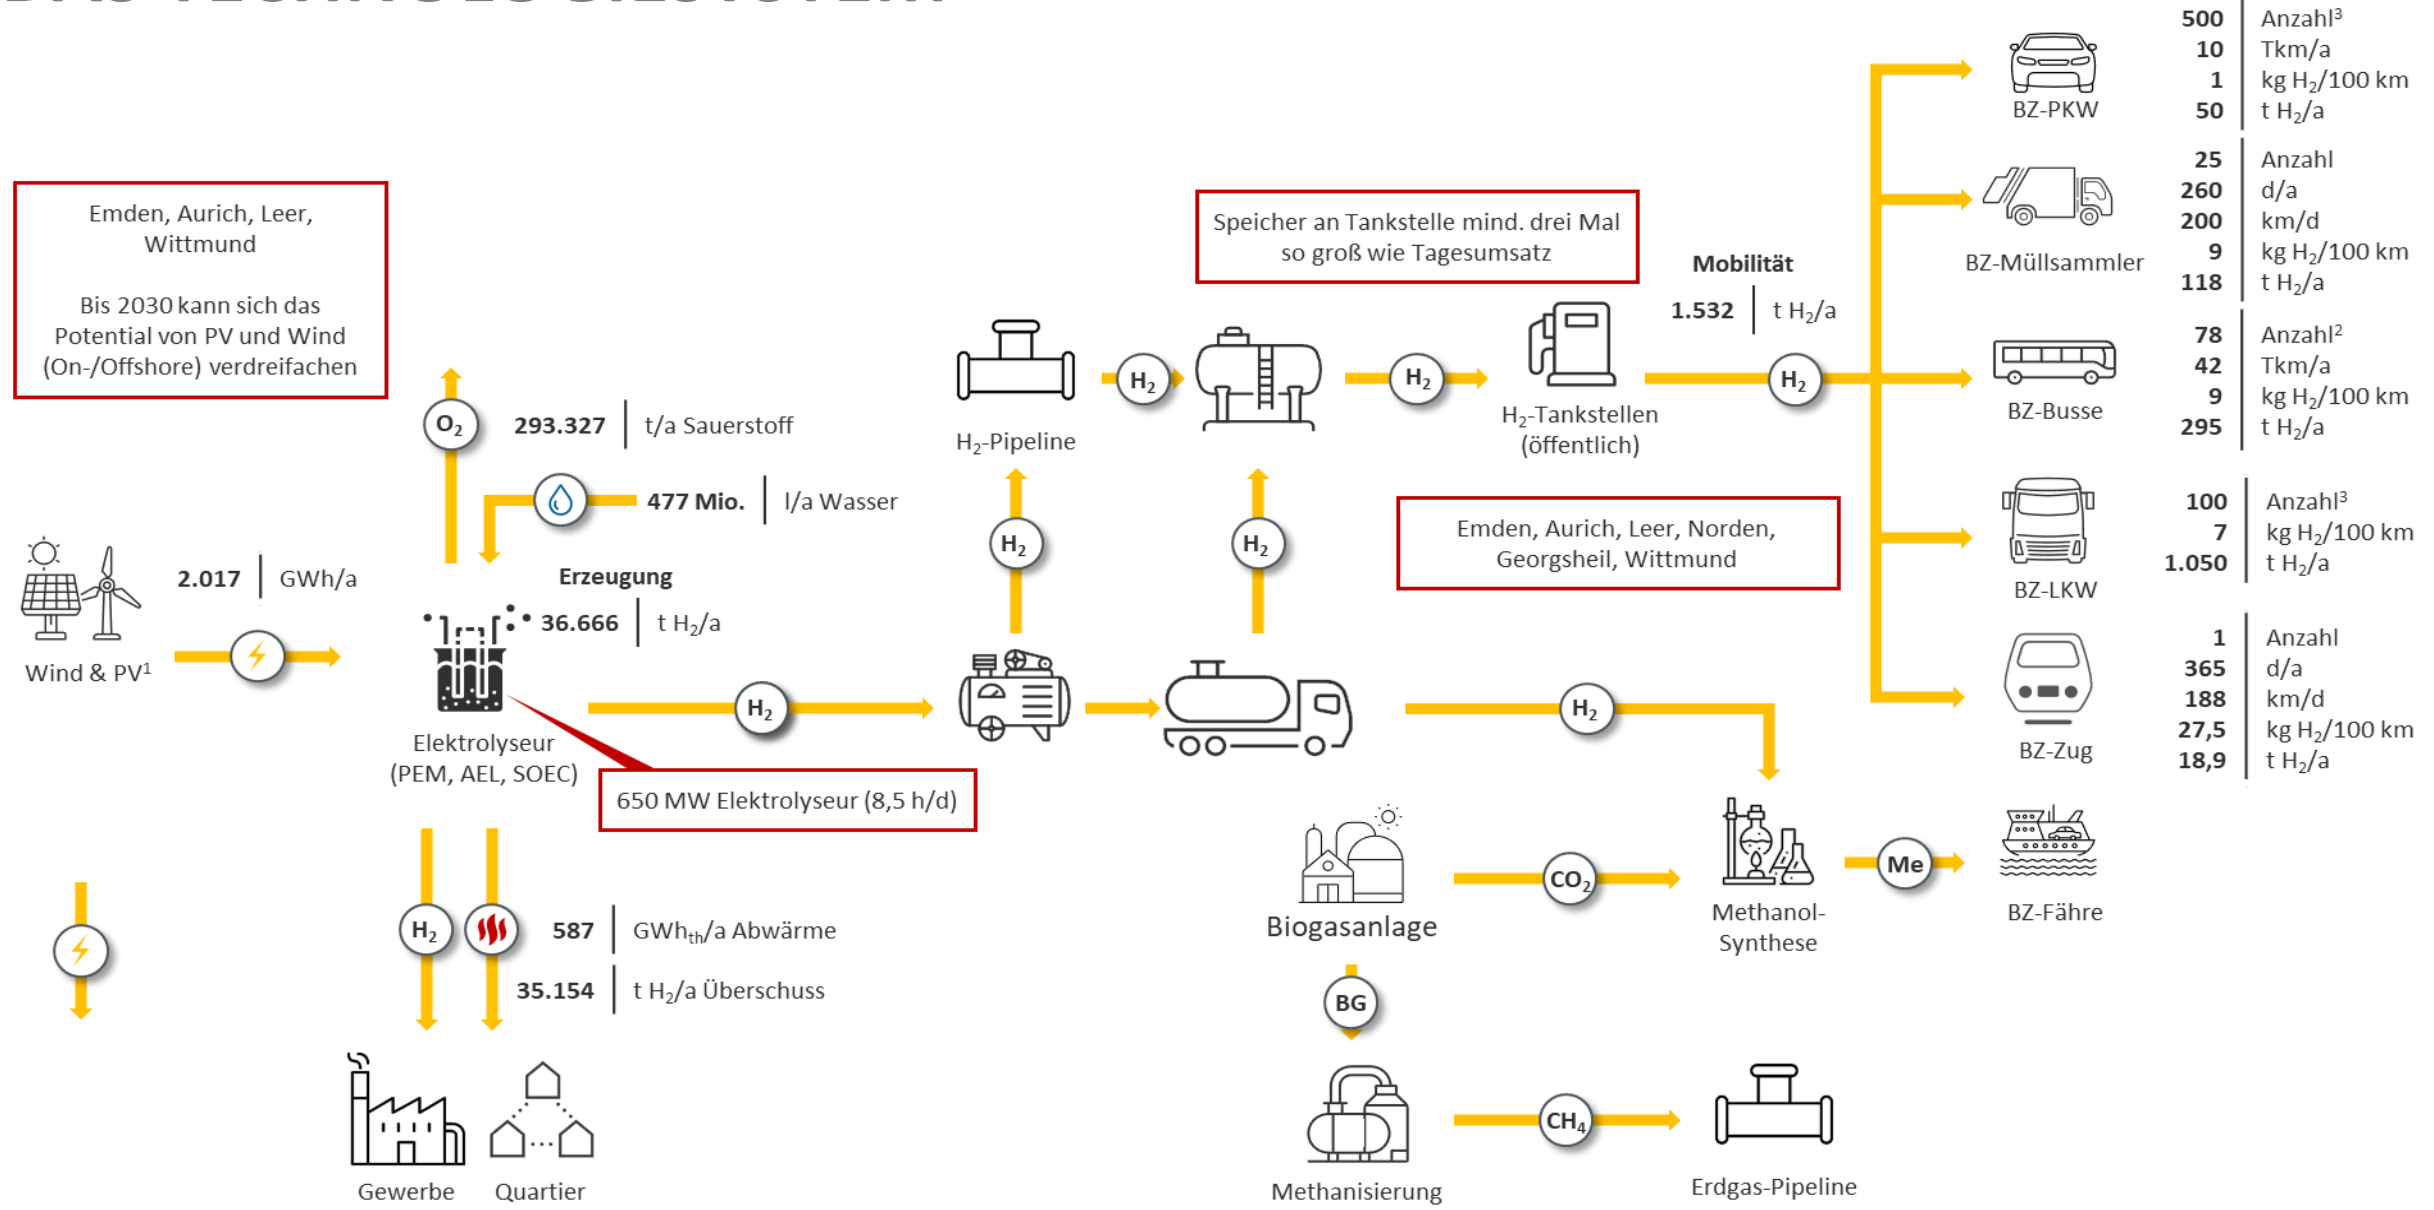 500 Anzahl³
10 Tkm/a
1 kg H₂/100 km
50 t H₂/a
BZ-PKW
25 Anzahl
260 d/a
200 km/d
9 kg H₂/100 km
118 t H₂/a
BZ-Müllsammler
Emden, Aurich, Leer,
Wittmund
Bis 2030 kann sich das
Potential von PV und Wind
(On-/Offshore) verdreifachen
Speicher an Tankstelle mind. drei Mal
so groß wie Tagesumsatz
Mobilität
1.532 t H₂/a
78 Anzahl²
42 Tkm/a
9 kg H₂/100 km
295 t H₂/a
BZ-Busse
H₂
H₂
H₂
H₂-Pipeline
H₂-Tankstellen
(öffentlich)
O₂
293.327 t/a Sauerstoff
477 Mio. l/a Wasser
H₂
H₂
Emden, Aurich, Leer, Norden,
Georgsheil, Wittmund
100 Anzahl³
7 kg H₂/100 km
1.050 t H₂/a
BZ-LKW
2.017 GWh/a
Wind & PV¹
Erzeugung
36.666 t H₂/a
Elektrolyseur
(PEM, AEL, SOEC)
H₂
H₂
650 MW Elektrolyseur (8,5 h/d)
1 Anzahl
365 d/a
188 km/d
27,5 kg H₂/100 km
18,9 t H₂/a
BZ-Zug
H₂
587 GWhₜₕ/a Abwärme
35.154 t H₂/a Überschuss
Biogasanlage
CO₂
Methanol-
Synthese
Me
BZ-Fähre
BG
CH₄
Gewerbe
Quartier
Methanisierung
Erdgas-Pipeline